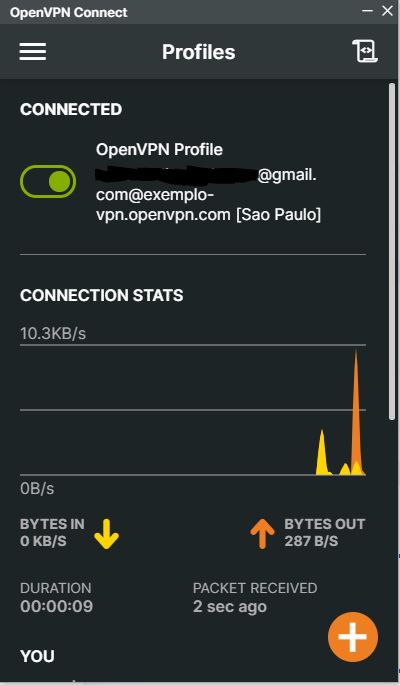 OpenVPN Connect
Profiles
CONNECTED
OpenVPN Profile
@gmail.
com@exemplo-
vpn.openvpn.com [Sao Paulo]
CONNECTION STATS
10.3KB/s
0B/s
BYTES IN
0 KB/S
BYTES OUT
287 B/S
DURATION
00:00:09
PACKET RECEIVED
2 sec ago
YOU